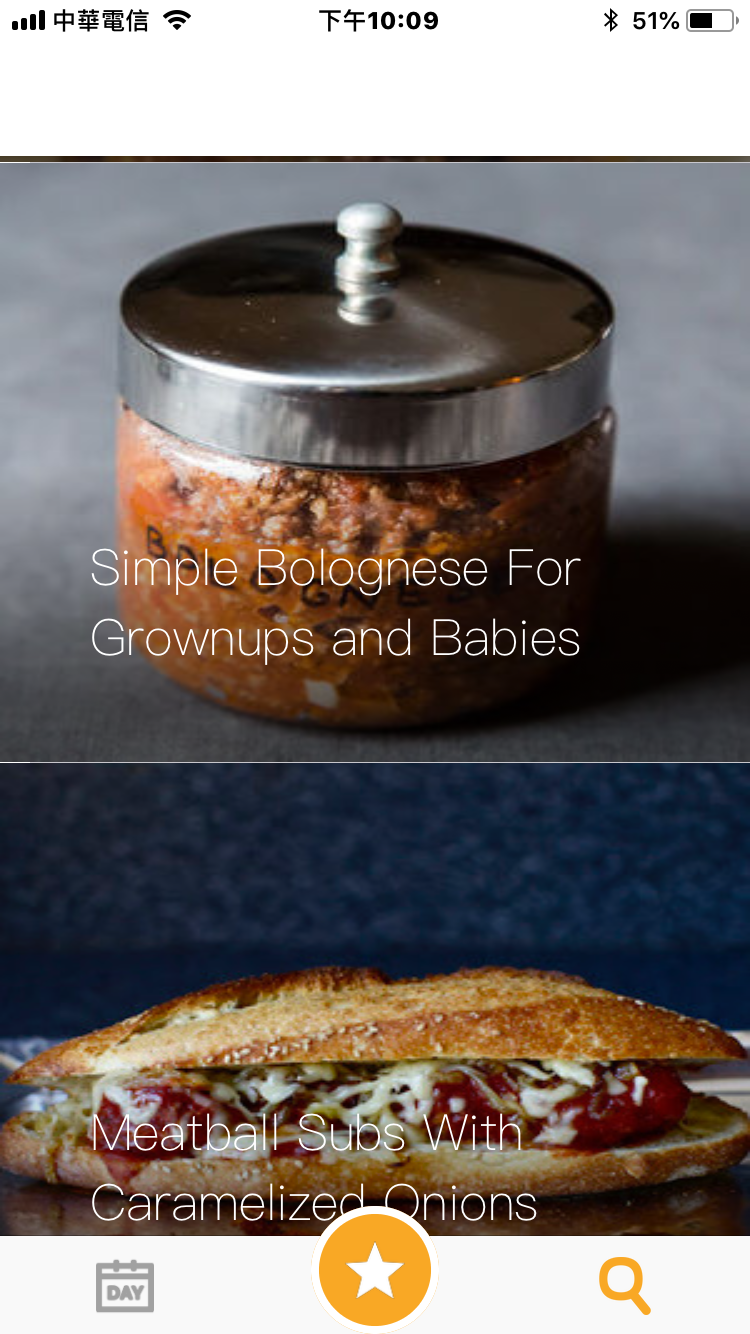 中華電信
下午10:09
51%
BOLOGNESE
Simple Bolognese For
Grownups and Babies
Meatball Subs With
Caramelized Onions
DAY